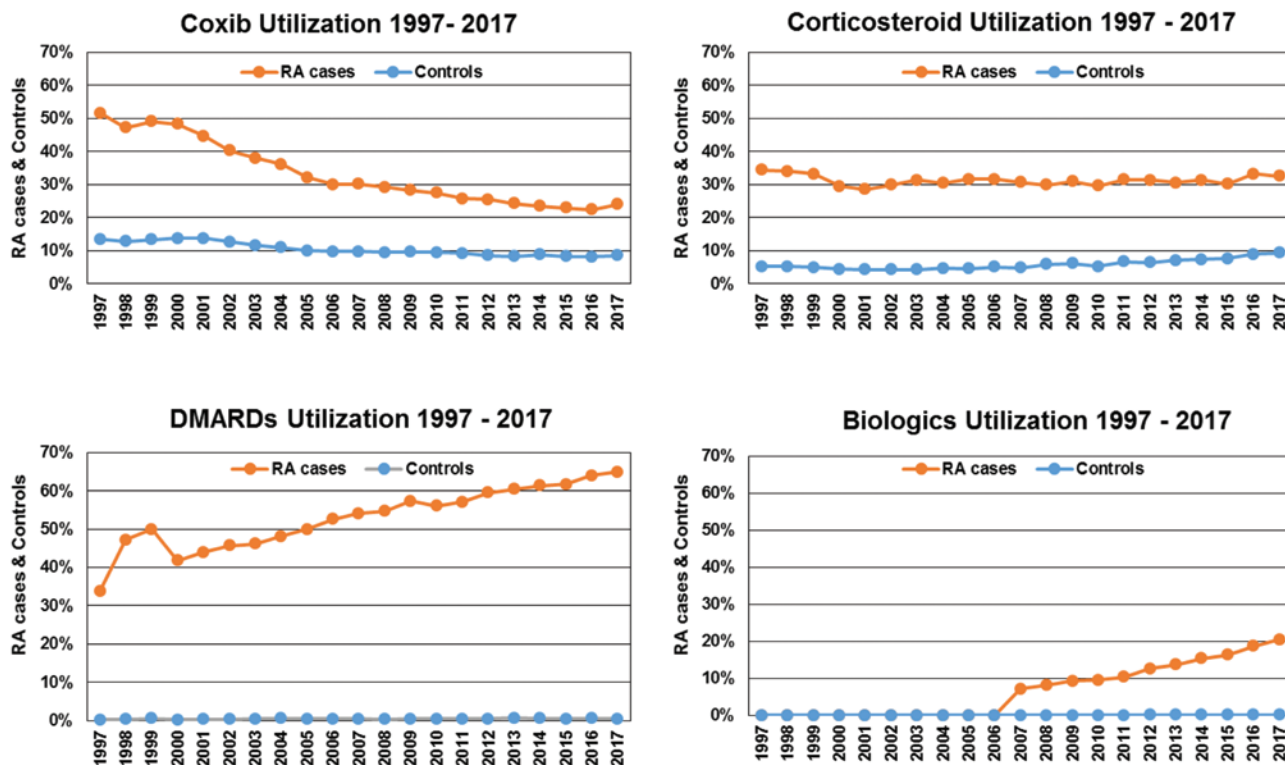 Coxib Utilization 1997- 2017
RA cases & Controls
70%
60%
50%
40%
30%
20%
10%
0%
RA cases Controls
1997 1998 1999 2000 2001 2002 2003 2004 2005 2006 2007 2008 2009 2010 2011 2012 2013 2014 2015 2016 2017
Corticosteroid Utilization 1997 - 2017
RA cases & Controls
70%
60%
50%
40%
30%
20%
10%
0%
RA cases Controls
1997 1998 1999 2000 2001 2002 2003 2004 2005 2006 2007 2008 2009 2010 2011 2012 2013 2014 2015 2016 2017
DMARDs Utilization 1997 - 2017
RA cases & Controls
70%
60%
50%
40%
30%
20%
10%
0%
RA cases Controls
1997 1998 1999 2000 2001 2002 2003 2004 2005 2006 2007 2008 2009 2010 2011 2012 2013 2014 2015 2016 2017
Biologics Utilization 1997 - 2017
RA cases & Controls
70%
60%
50%
40%
30%
20%
10%
0%
RA cases Controls
1997 1998 1999 2000 2001 2002 2003 2004 2005 2006 2007 2008 2009 2010 2011 2012 2013 2014 2015 2016 2017